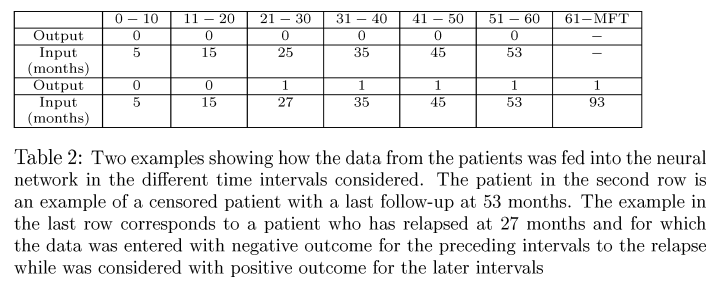 0 − 10 11 − 20 21 − 30 31 − 40 41 − 50 51 − 60 61−MFT
Output 0 0 0 0 0 0 −
Input 5 15 25 35 45 53 −
(months)
Output 0 0 1 1 1 1 1
Input 5 15 27 35 45 53 93
(months)
Table 2: Two examples showing how the data from the patients was fed into the neural
network in the different time intervals considered. The patient in the second row is
an example of a censored patient with a last follow-up at 53 months. The example in
the last row corresponds to a patient who has relapsed at 27 months and for which
the data was entered with negative outcome for the preceding intervals to the relapse
while was considered with positive outcome for the later intervals